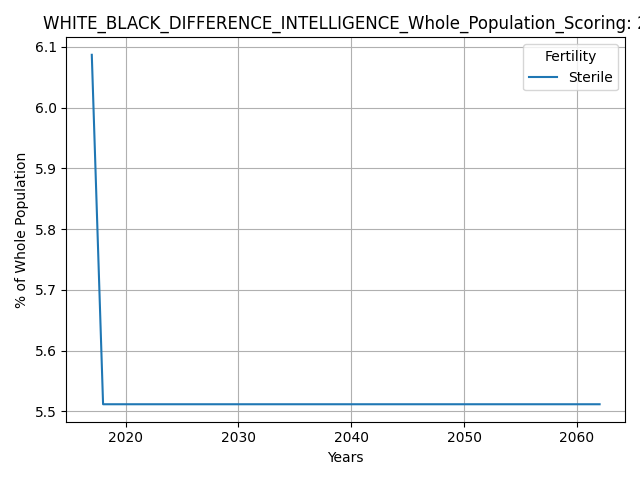 WHITE_BLACK_DIFFERENCE_INTELLIGENCE_Whole_Population_Scoring: 2
Fertility
Sterile
6.1
6.0
5.9
5.8
5.7
5.6
5.5
% of Whole Population
2020 2030 2040 2050 2060
Years